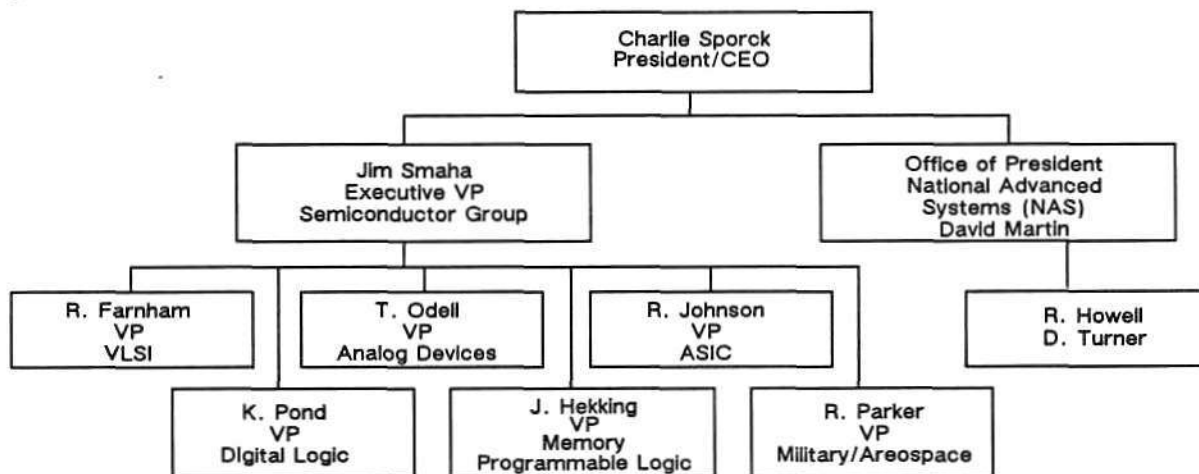 Charlie Sporck
President/CEO
Jim Smaha
Executive VP
Semiconductor Group
Office of President
National Advanced
Systems (NAS)
David Martin
R. Farnham
VP
VLSI
T. Odell
VP
Analog Devices
R. Johnson
VP
ASIC
R. Howell
D. Turner
K. Pond
VP
Digital Logic
J. Hekking
VP
Memory
Programmable Logic
R. Parker
VP
Military/Areospace